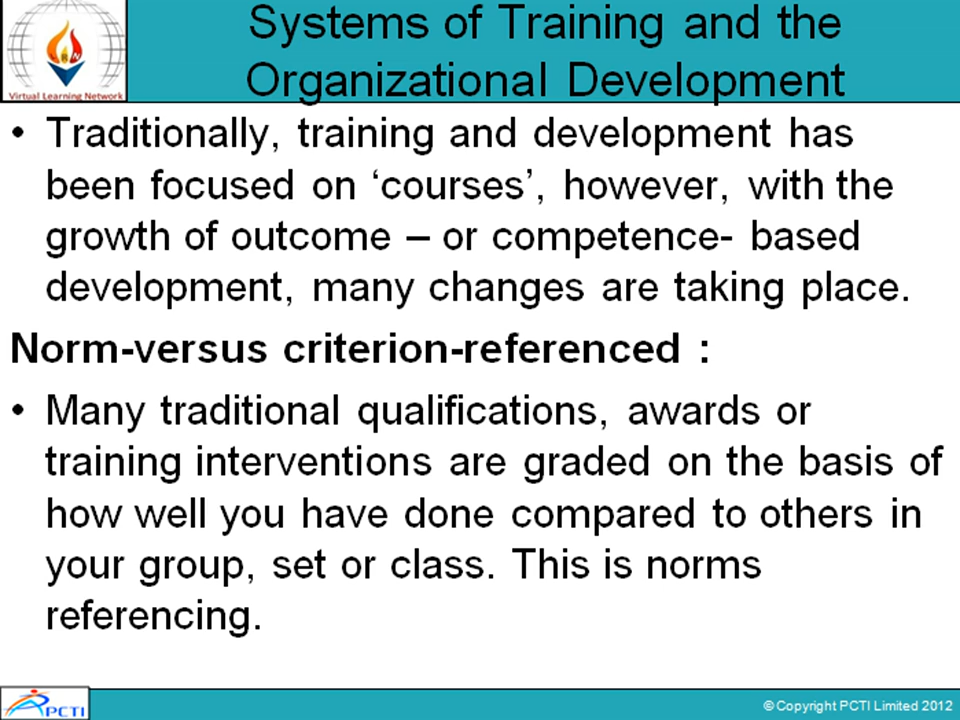 Systems of Training and the
Organizational Development
Virtual Learning Network
• Traditionally, training and development has
been focused on ‘courses’, however, with the
growth of outcome – or competence- based
development, many changes are taking place.
Norm-versus criterion-referenced :
• Many traditional qualifications, awards or
training interventions are graded on the basis of
how well you have done compared to others in
your group, set or class. This is norms
referencing.
PCTI
© Copyright PCTI Limited 2012